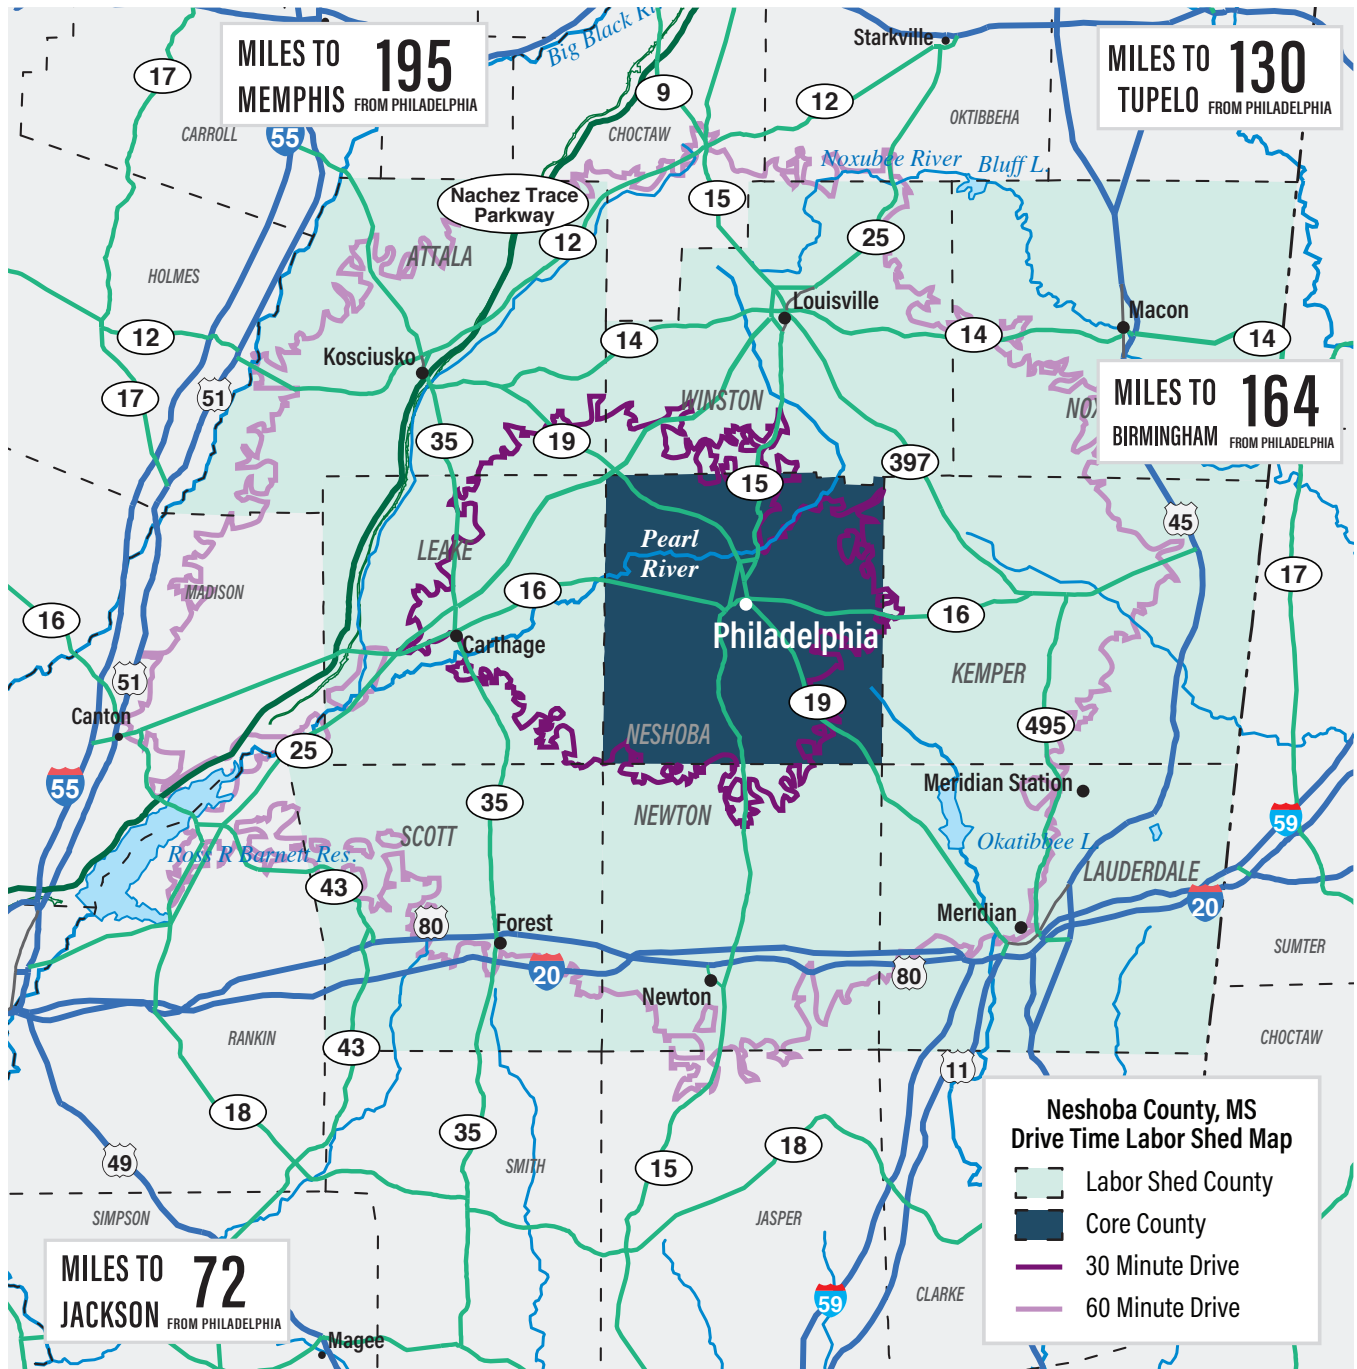 MILES TO
MEMPHIS
195
FROM PHILADELPHIA
MILES TO
TUPELO
130
FROM PHILADELPHIA
Big Black
Starkville
17
9
12
CARROLL
55
CHOCTAW
OKTIBBEHA
Noxubee River
Bluff L.
Nachez Trace
Parkway
15
12
25
ATTALA
HOLMES
Louisville
Macon
12
14
14
14
Kosciusko
17
51
WINSTON
NOX
MILES TO
BIRMINGHAM
164
FROM PHILADELPHIA
35
19
15
397
45
LEAKE
Pearl
River
MADISON
16
16
16
17
Philadelphia
Carthage
KEMPER
51
Canton
19
495
25
NESHOBA
55
35
Meridian Station
NEWTON
59
SCOTT
Ross R Barnett Res.
Okatibbee L.
LAUDERDALE
43
20
80
Forest
Meridian
20
80
SUMTER
Newton
RANKIN
43
CHOCTAW
11
18
35
18
49
SMITH
15
SIMPSON
JASPER
CLARKE
59
Magee
MILES TO
JACKSON
72
FROM PHILADELPHIA
Neshoba County, MS
Drive Time Labor Shed Map
Labor Shed County
Core County
30 Minute Drive
60 Minute Drive